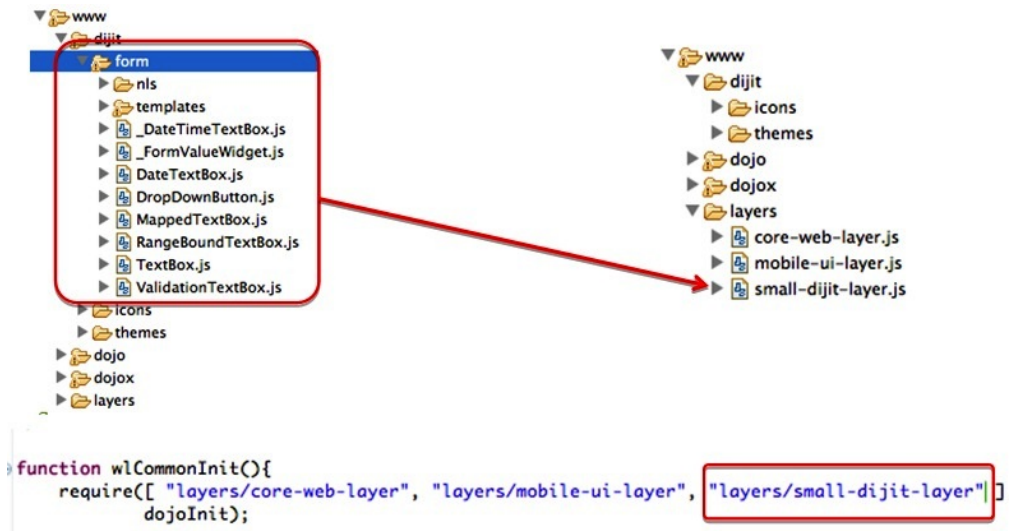 www
dijit
form
nls
templates
_DateTimeTextBox.js
_FormValueWidget.js
DateTextBox.js
DropDownButton.js
MappedTextBox.js
RangeBoundTextBox.js
TextBox.js
ValidationTextBox.js
icons
themes
dojo
dojox
layers
www
dijit
icons
themes
dojo
dojox
layers
core-web-layer.js
mobile-ui-layer.js
small-dijit-layer.js
function wlCommonInit(){
require([ "layers/core-web-layer", "layers/mobile-ui-layer", "layers/small-dijit-layer" ]
dojoInit);